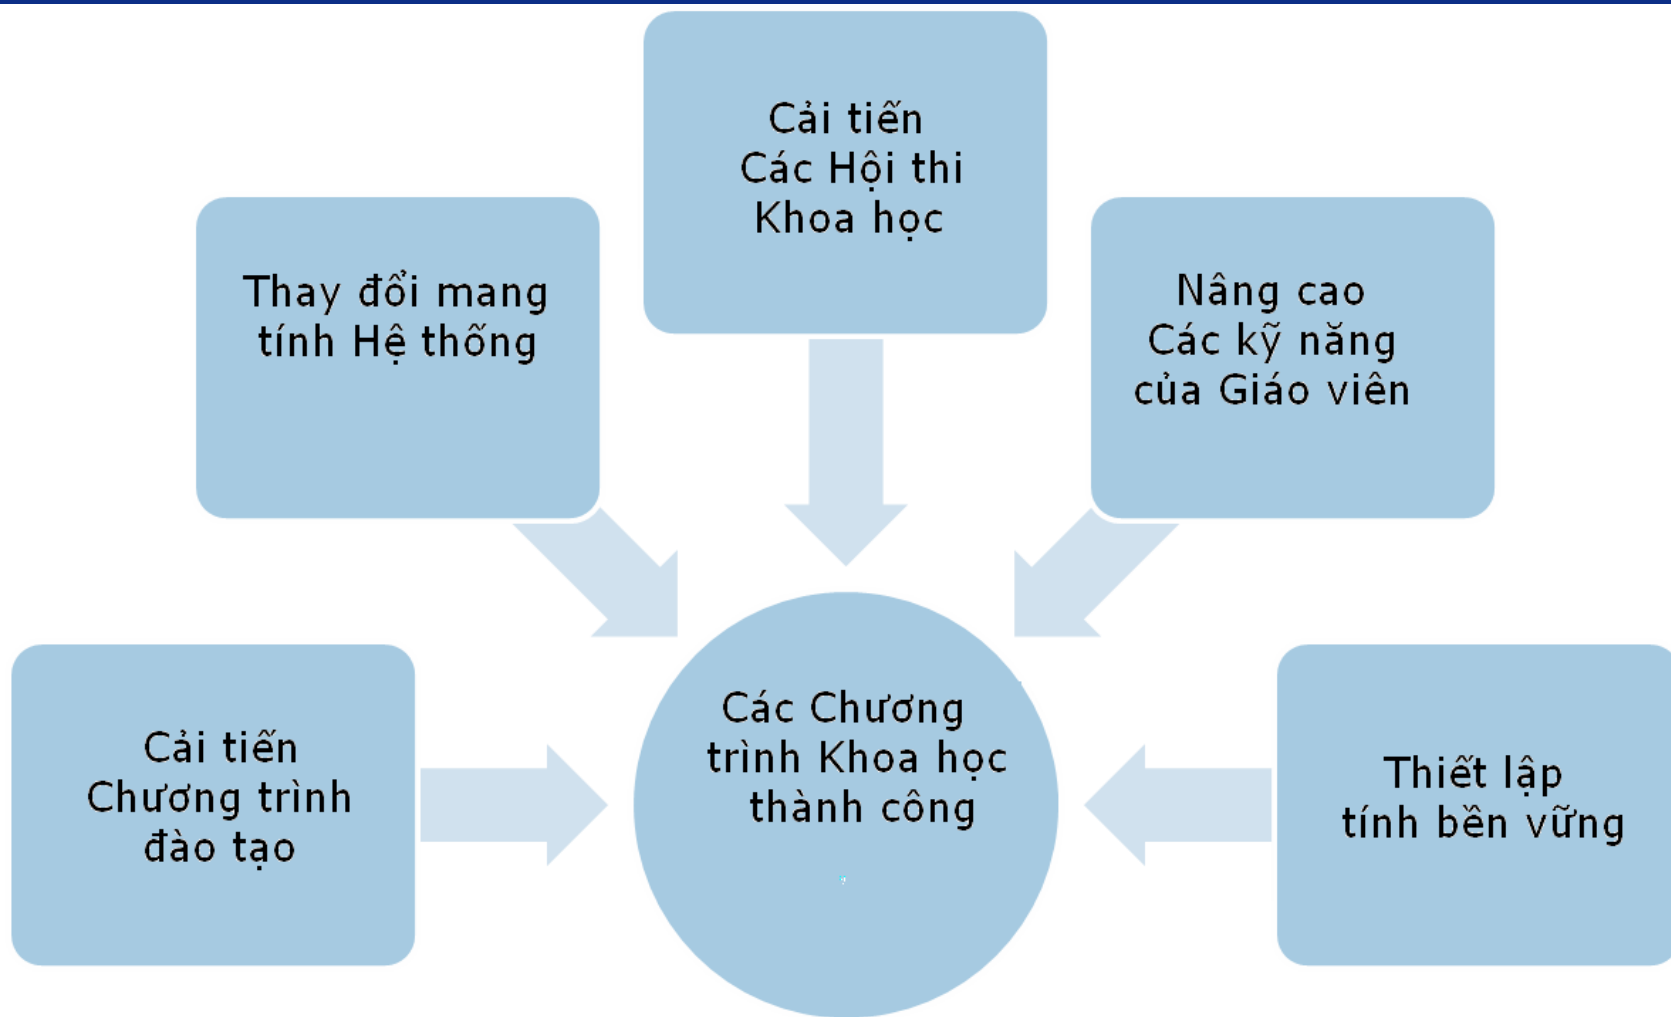 Cải tiến
Các Hội thi
Khoa học
Thay đổi mang
tính Hệ thống
Nâng cao
Các kỹ năng
của Giáo viên
Cải tiến
Chương trình
đào tạo
Các Chương
trình Khoa học
thành công
Thiết lập
tính bền vững